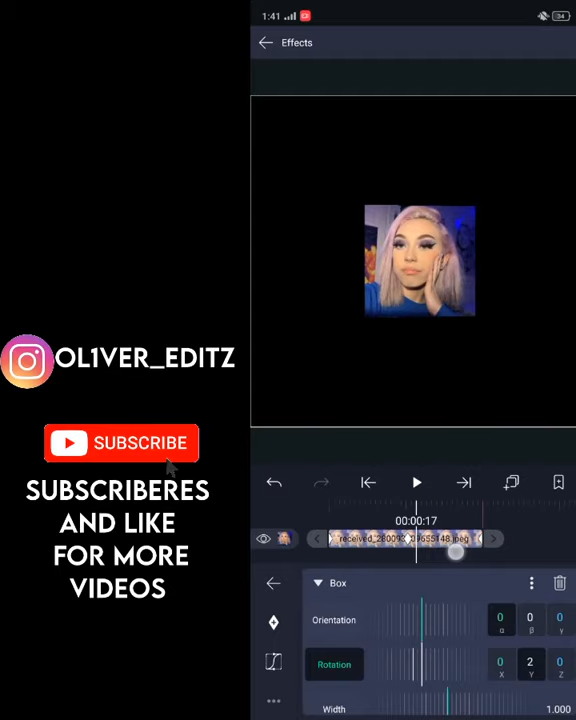 1:41
34
Effects
OL1VER_EDITZ
SUBSCRIBE
SUBSCRIBERES
AND LIKE
FOR MORE
VIDEOS
00:00:17
Box
Orientation
0 0 0
α β γ
Rotation
0 2 0
X Y Z
Width
1.000